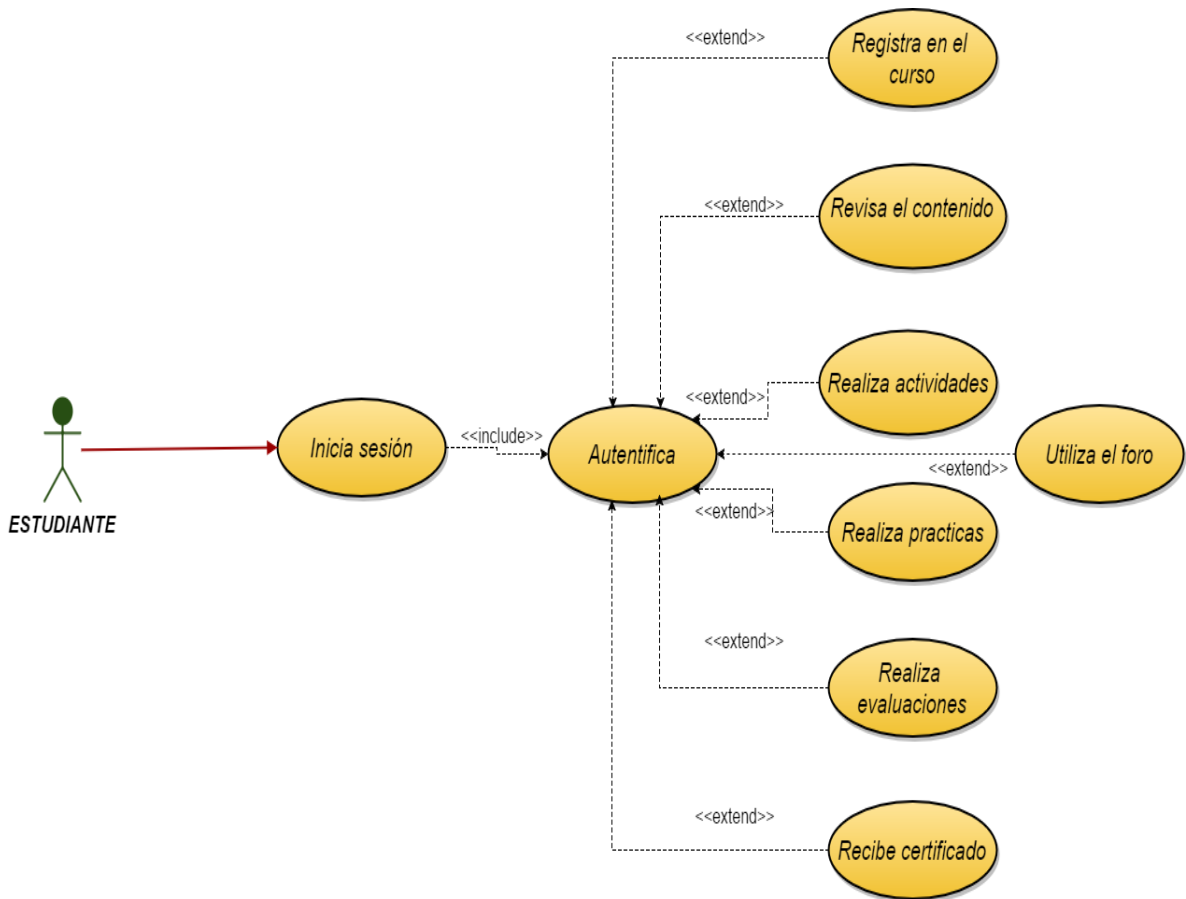 <<extend>>
Registra en el
curso
<<extend>>
Revisa el contenido
<<extend>>
Realiza actividades
ESTUDIANTE
Inicia sesión
<<include>>
Autentifica
<<extend>>
Utiliza el foro
<<extend>>
Realiza practicas
<<extend>>
Realiza
evaluaciones
<<extend>>
Recibe certificado